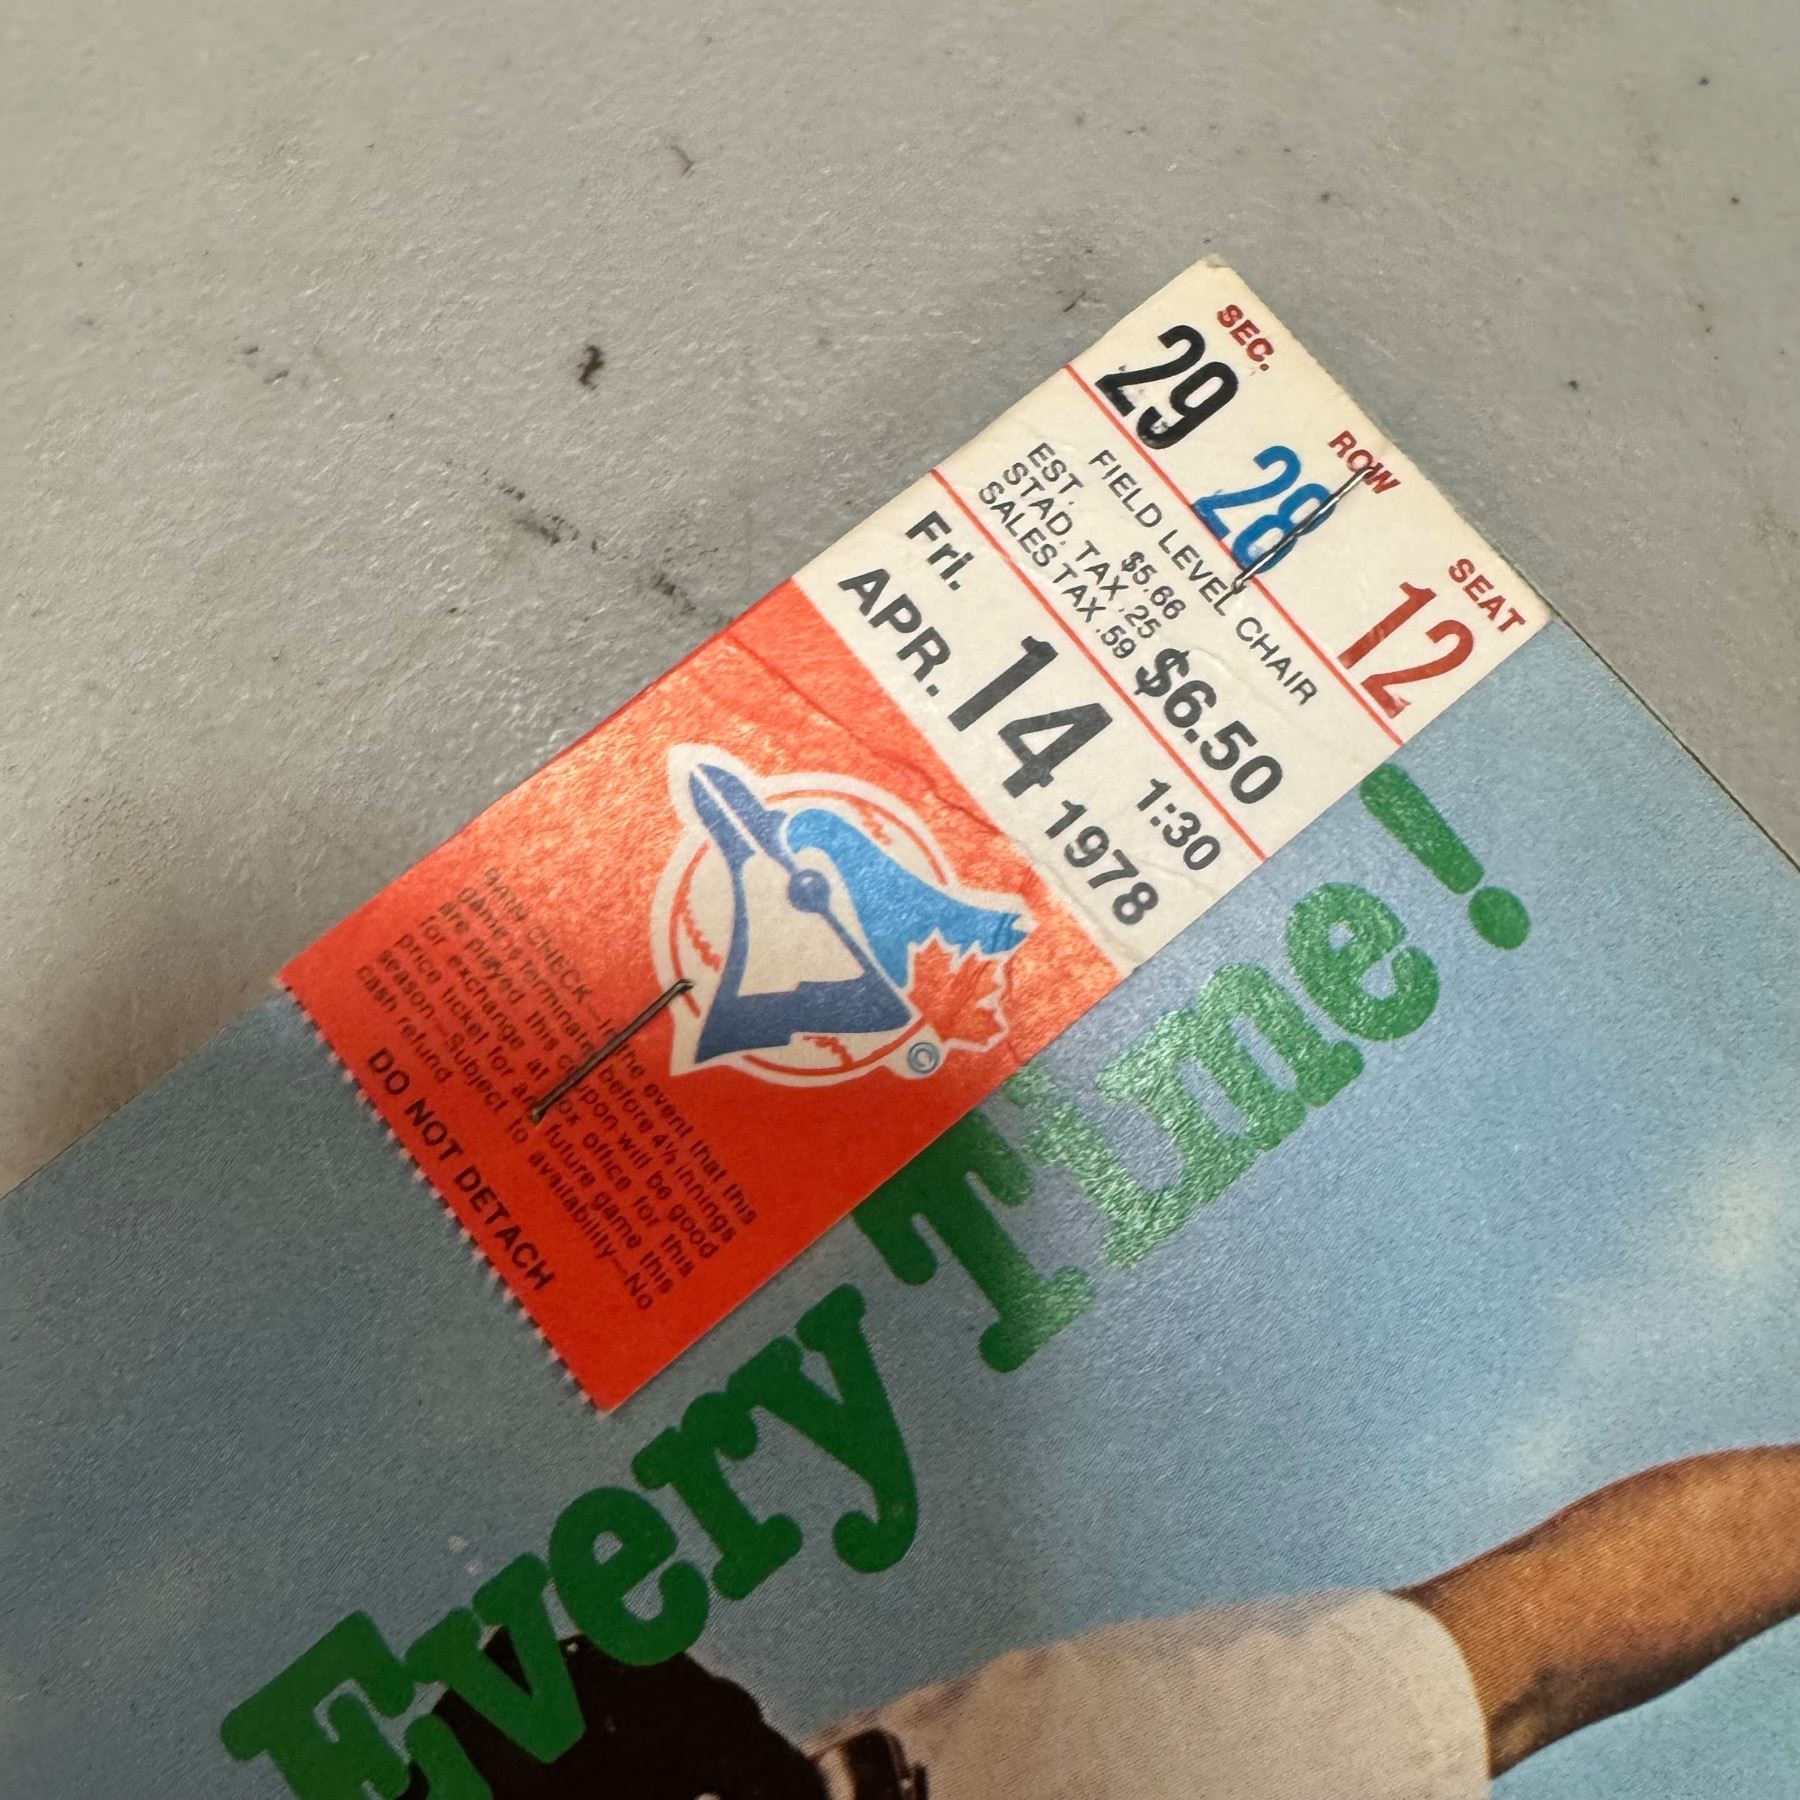 SEC. ROW SEAT
29 28 12
FIELD LEVEL CHAIR
EST. $5.66
STAD. TAX .25
SALES TAX .59
$6.50
Fri. 1:30
APR. 14 1978
©
RAIN CHECK—In the event that this
game is terminated before 4½ innings
are played this coupon will be good
for exchange at box office for this
price ticket for any future game this
season—Subject to availability—No
cash refund
DO NOT DETACH
Every Time!